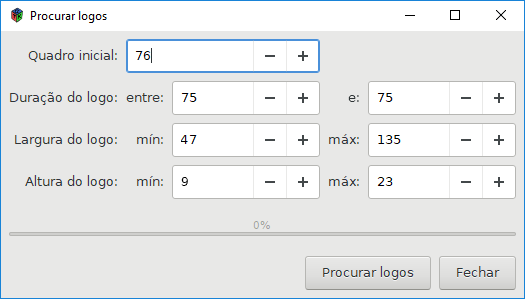 Procurar logos
Quadro inicial: 76
Duração do logo: entre: 75 e: 75
Largura do logo: mín: 47 máx: 135
Altura do logo: mín: 9 máx: 23
0%
Procurar logos Fechar